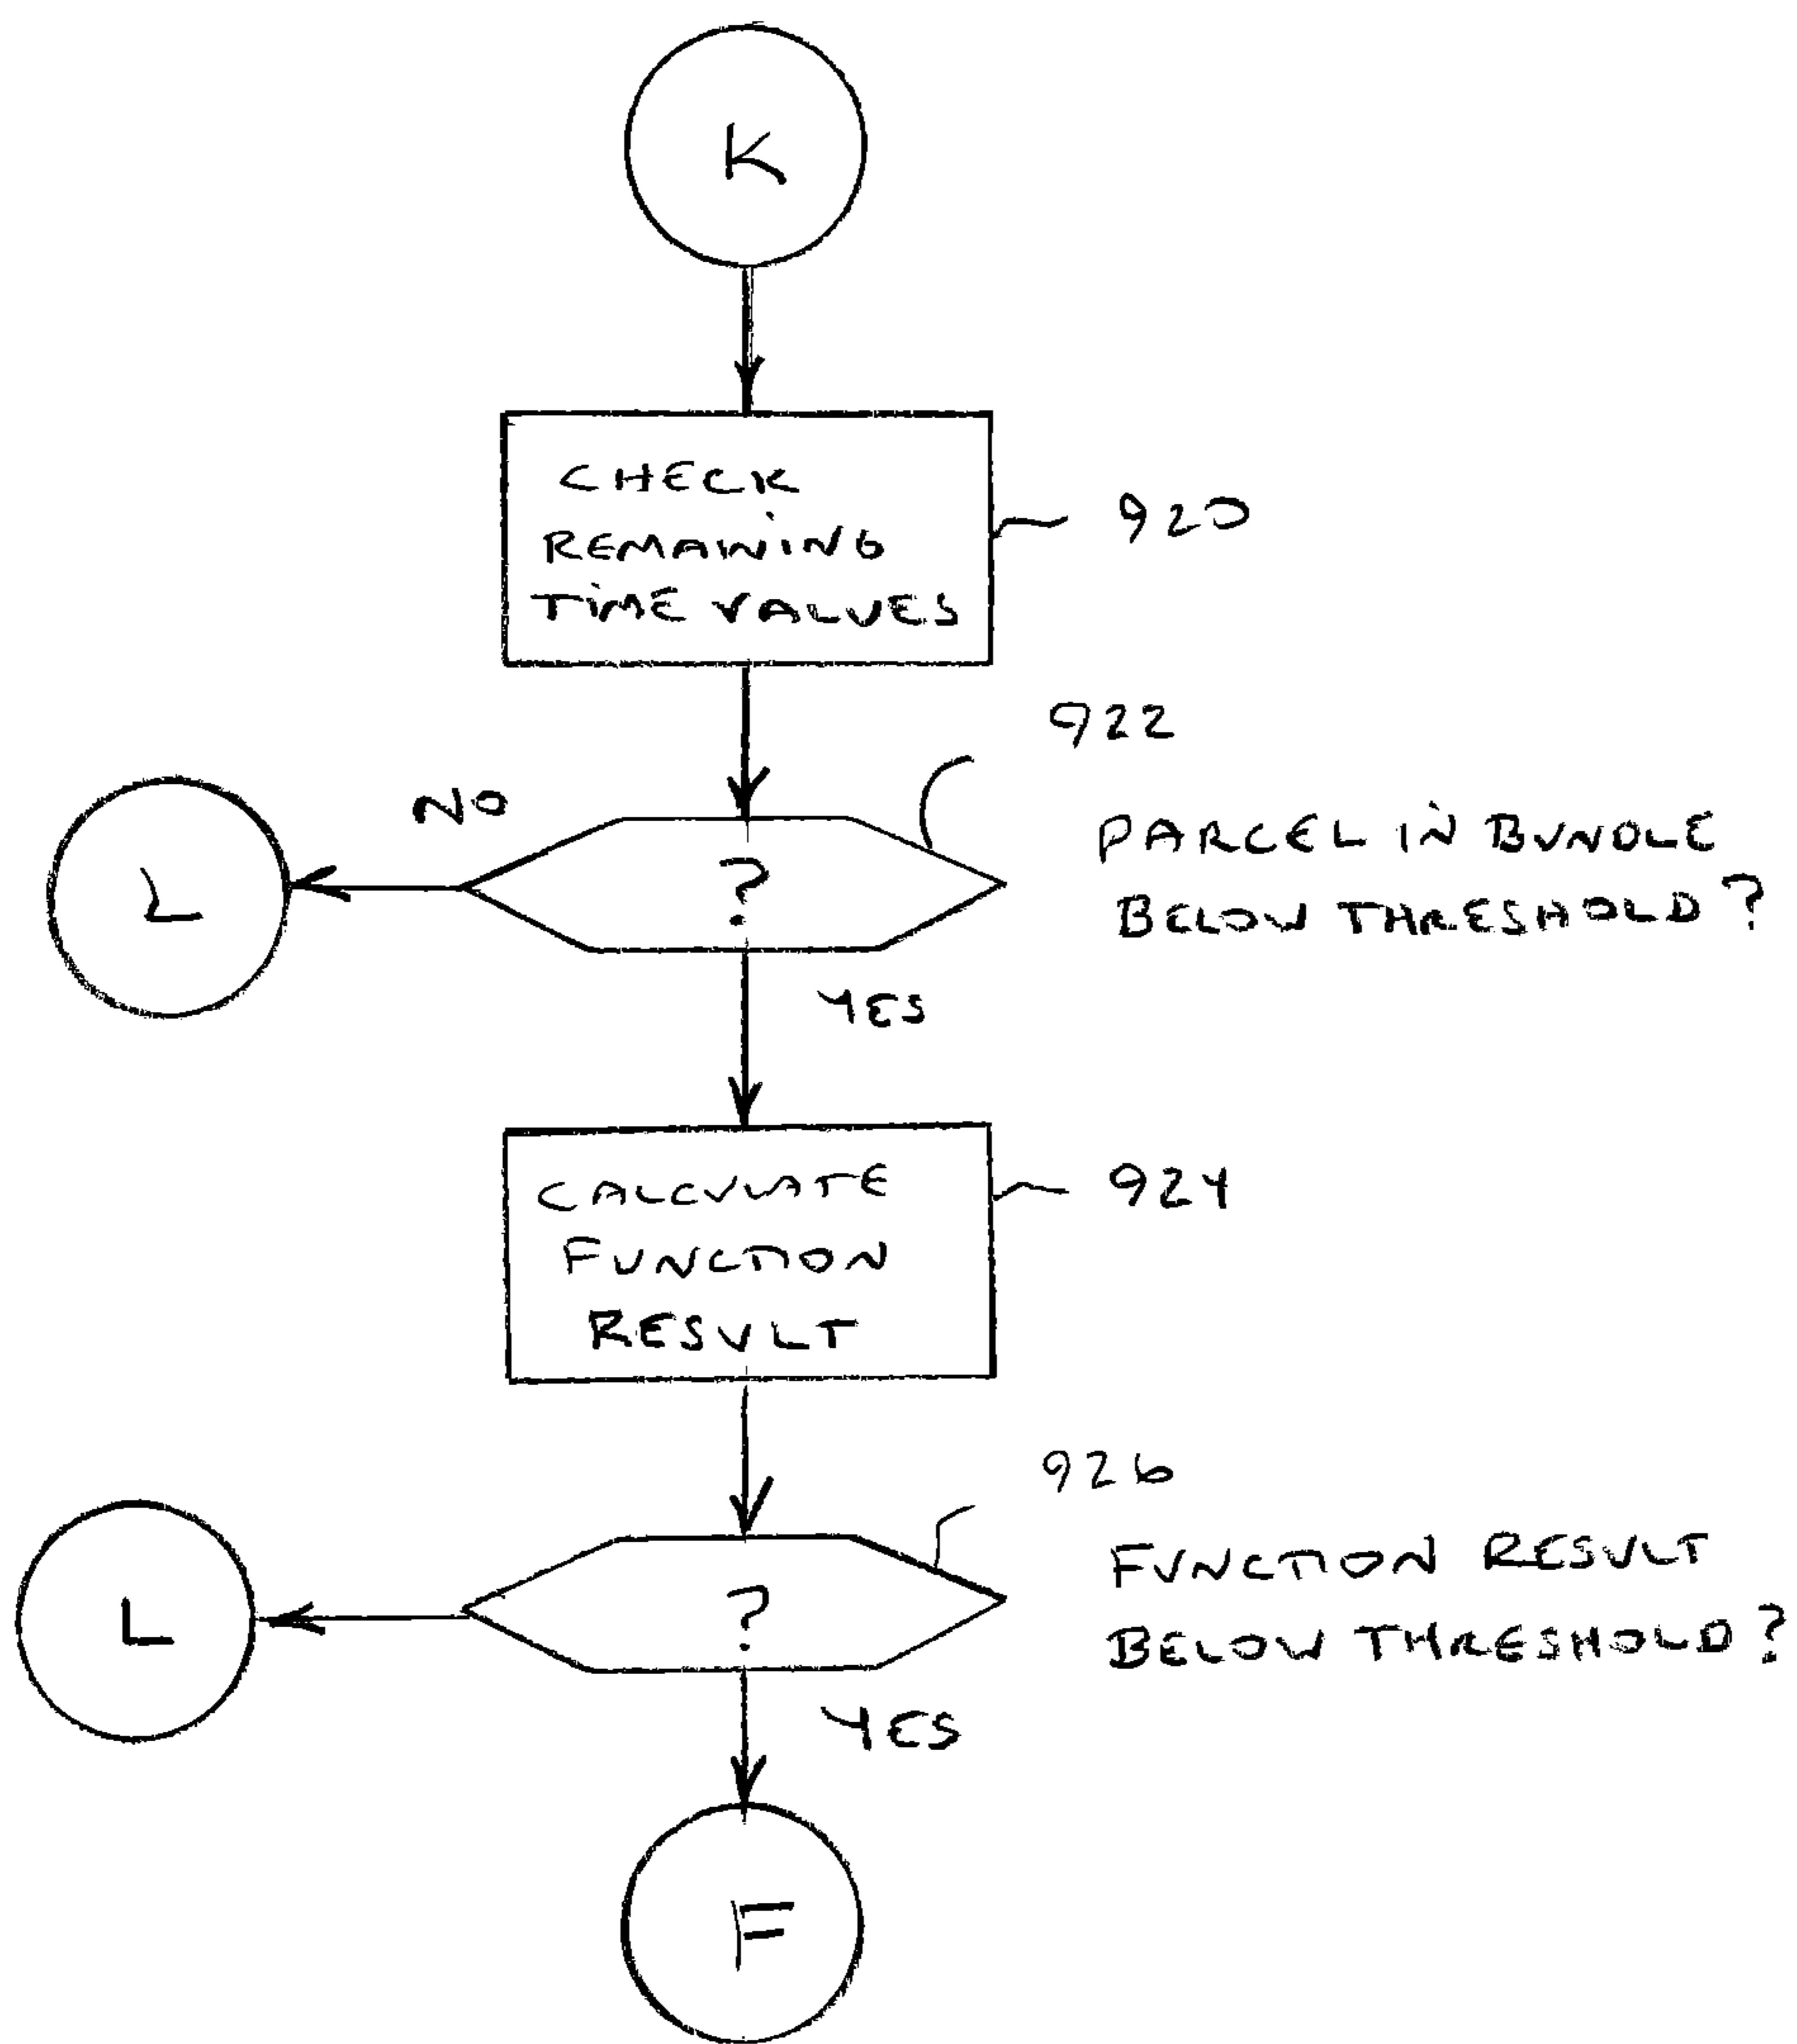 K
CHECK
REMAINING
TIME VALUES
920
922
NO
?
PARCEL IN BUNDLE
BELOW THRESHOLD?
L
YES
CALCULATE
FUNCTION
RESULT
924
926
?
FUNCTION RESULT
BELOW THRESHOLD?
L
YES
F